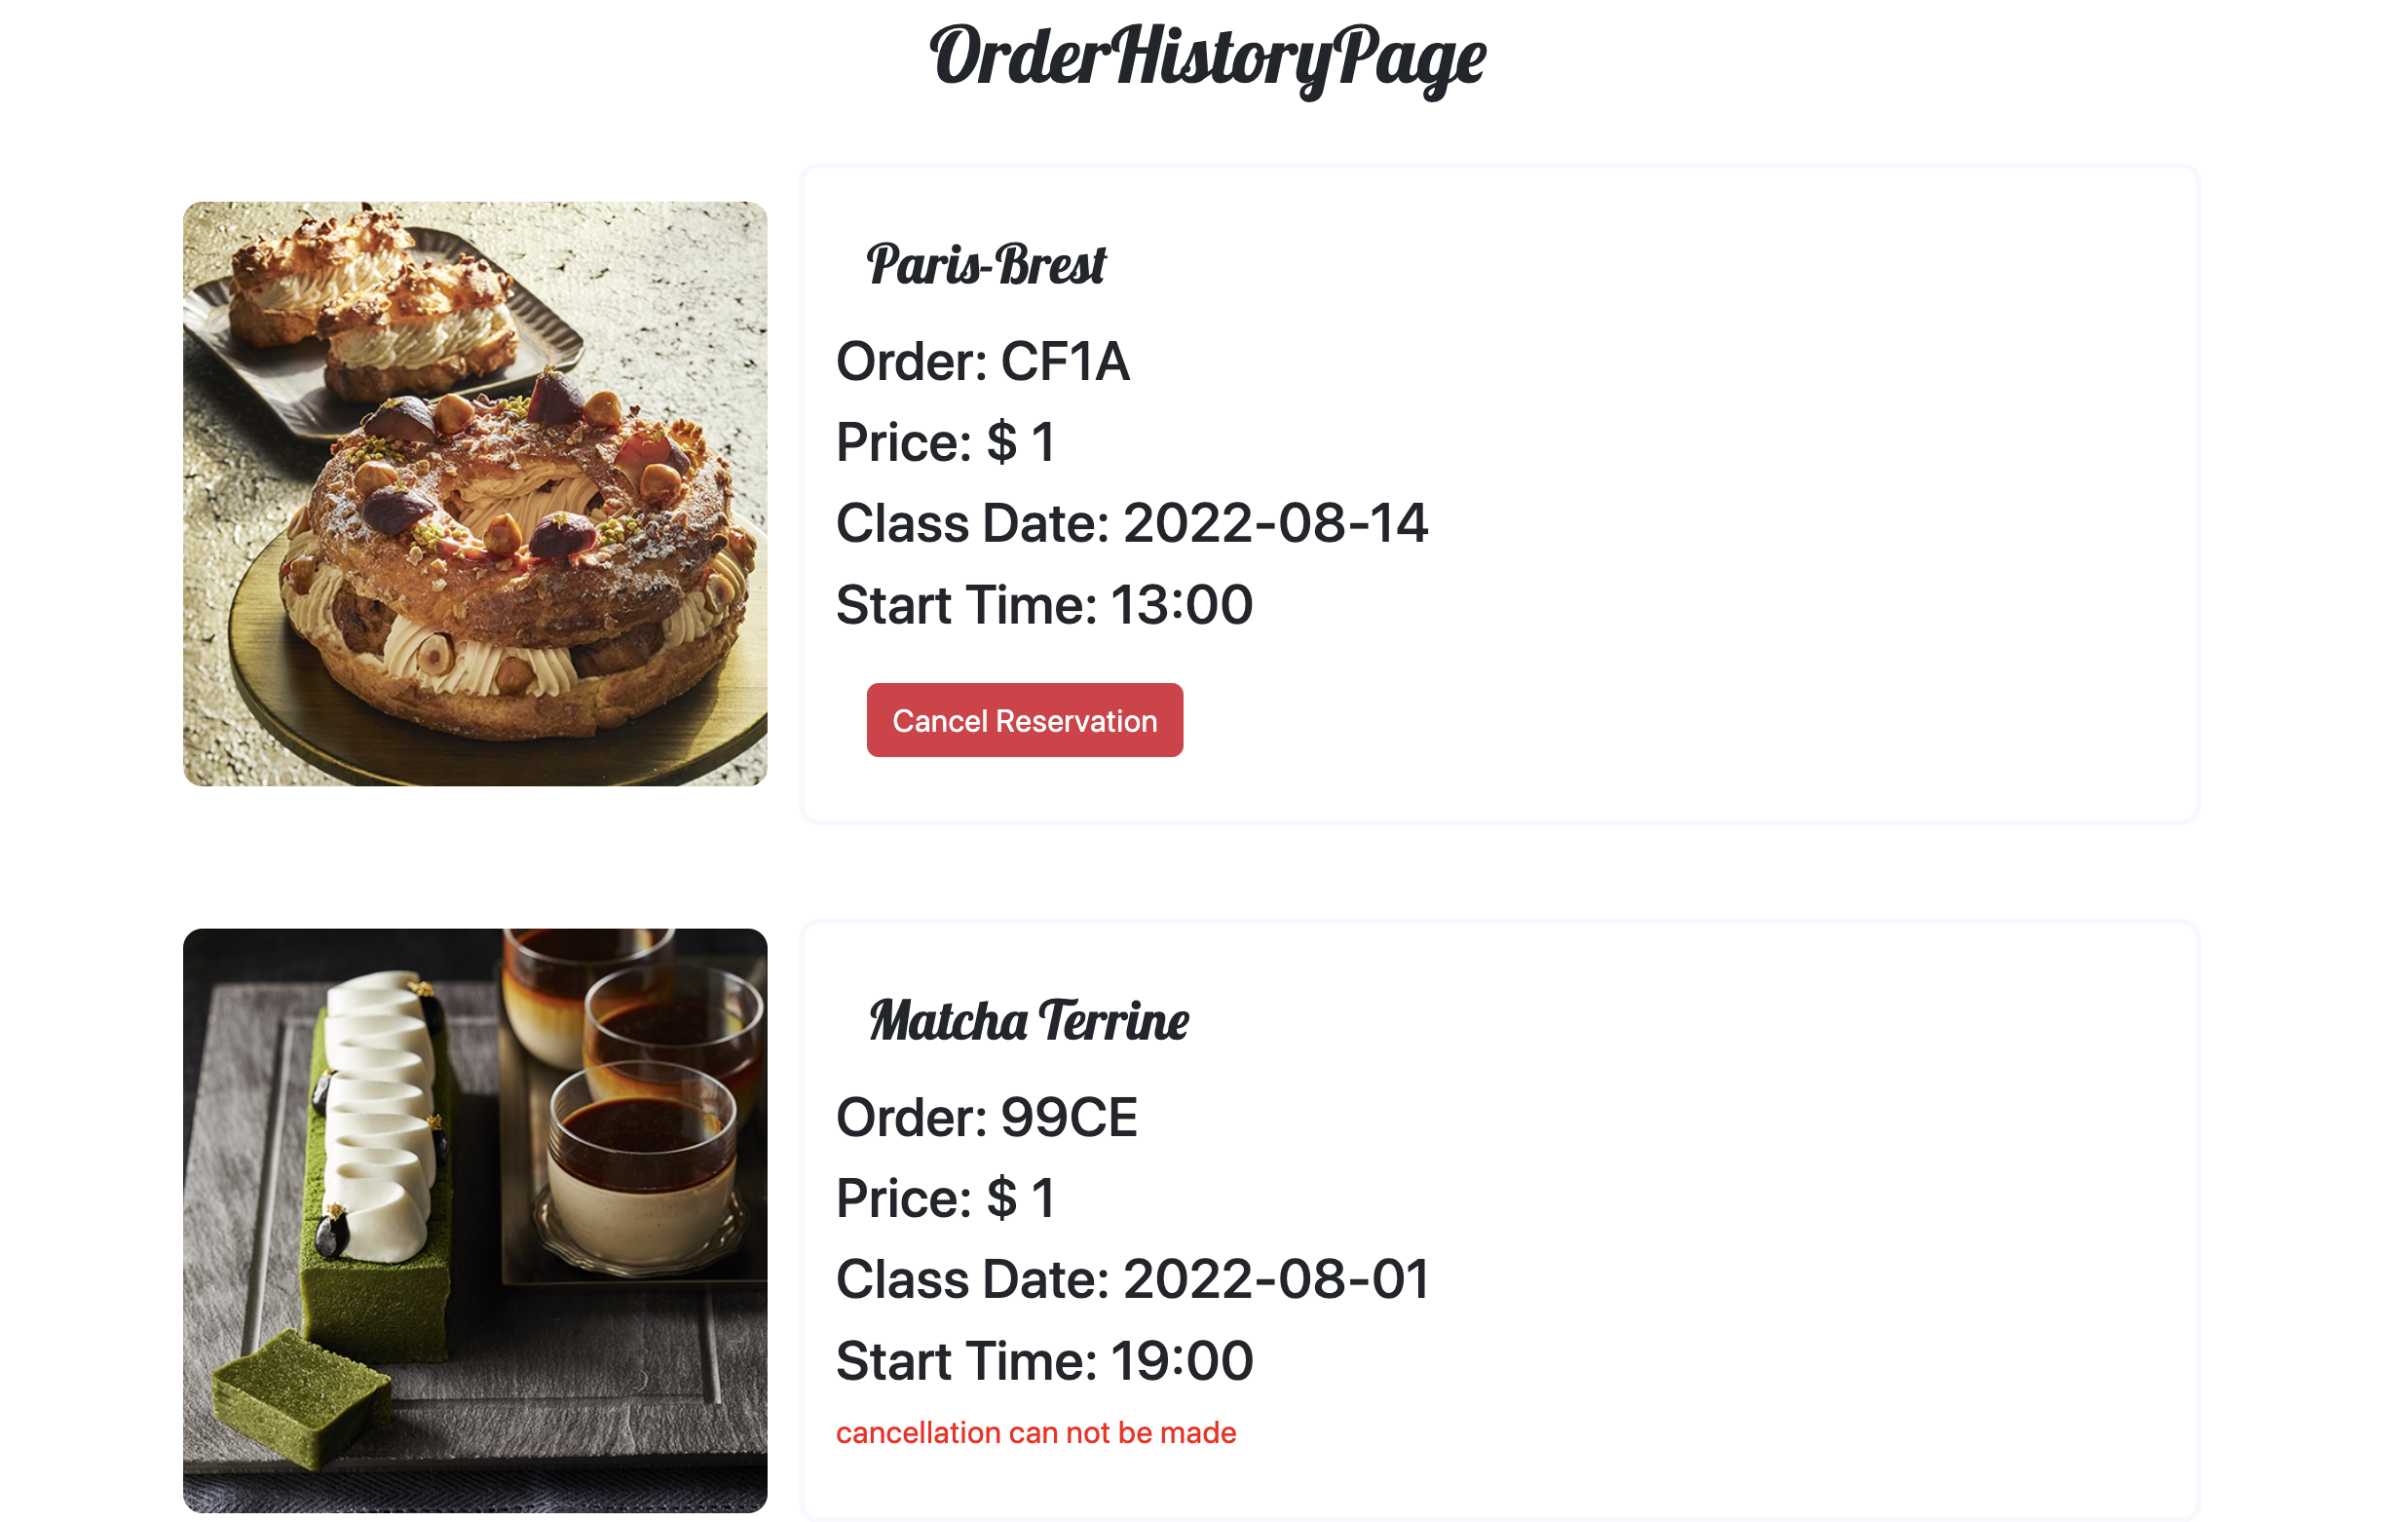 OrderHistoryPage
Paris-Brest
Order: CF1A
Price: $ 1
Class Date: 2022-08-14
Start Time: 13:00
Cancel Reservation
Matcha Terrine
Order: 99CE
Price: $ 1
Class Date: 2022-08-01
Start Time: 19:00
cancellation can not be made